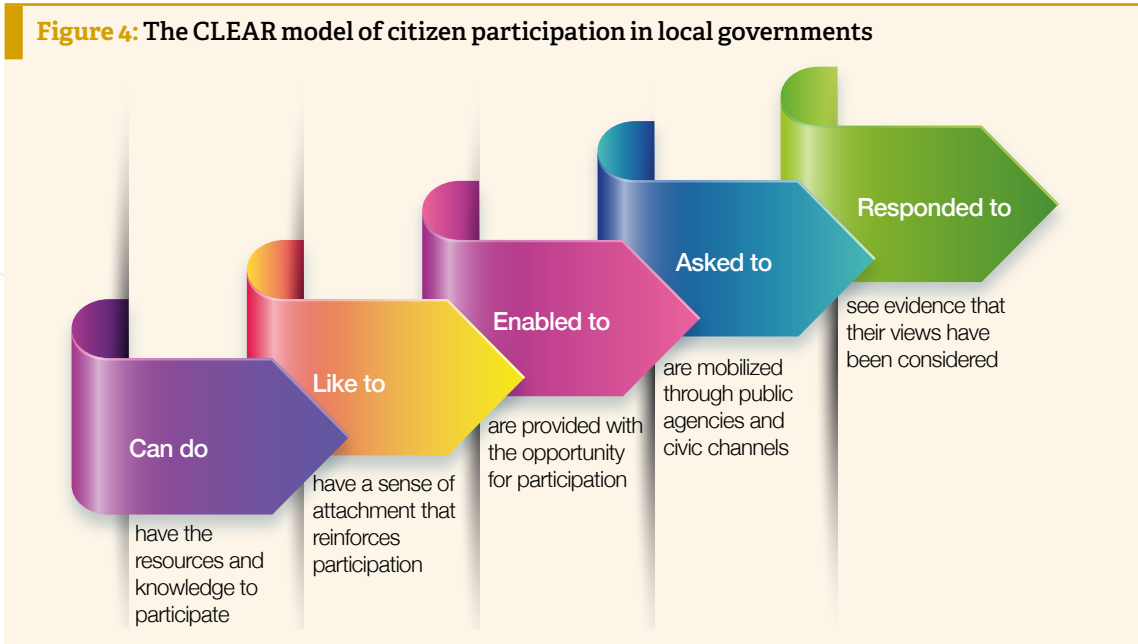 Figure 4: The CLEAR model of citizen participation in local governments
Can do
have the
resources and
knowledge to
participate
Like to
have a sense of
attachment that
reinforces
participation
Enabled to
are provided with
the opportunity
for participation
Asked to
are mobilized
through public
agencies and
civic channels
Responded to
see evidence that
their views have
been considered